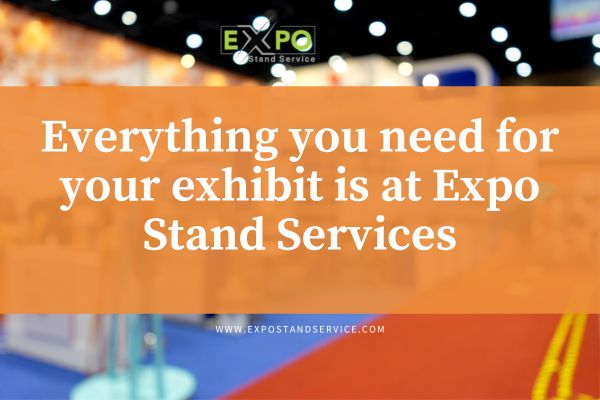 EXPO
Stand Service
Everything you need for
your exhibit is at Expo
Stand Services
WWW.EXPOSTANDSERVICE.COM